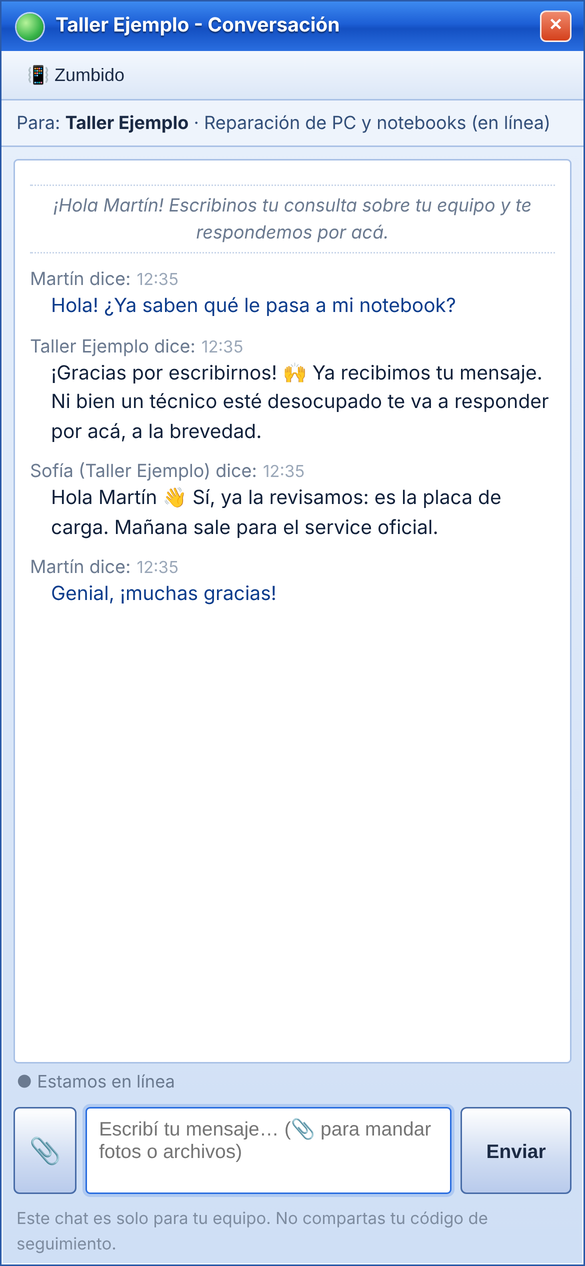 Taller Ejemplo - Conversación
✕
📳 Zumbido
Para: Taller Ejemplo · Reparación de PC y notebooks (en línea)
¡Hola Martín! Escribinos tu consulta sobre tu equipo y te
respondemos por acá.
Martín dice: 12:35
Hola! ¿Ya saben qué le pasa a mi notebook?
Taller Ejemplo dice: 12:35
¡Gracias por escribirnos! 🙌 Ya recibimos tu mensaje.
Ni bien un técnico esté desocupado te va a responder
por acá, a la brevedad.
Sofía (Taller Ejemplo) dice: 12:35
Hola Martín 👋 Sí, ya la revisamos: es la placa de
carga. Mañana sale para el service oficial.
Martín dice: 12:35
Genial, ¡muchas gracias!
● Estamos en línea
📎
Escribí tu mensaje... (📎 para mandar
fotos o archivos)
Enviar
Este chat es solo para tu equipo. No compartas tu código de
seguimiento.